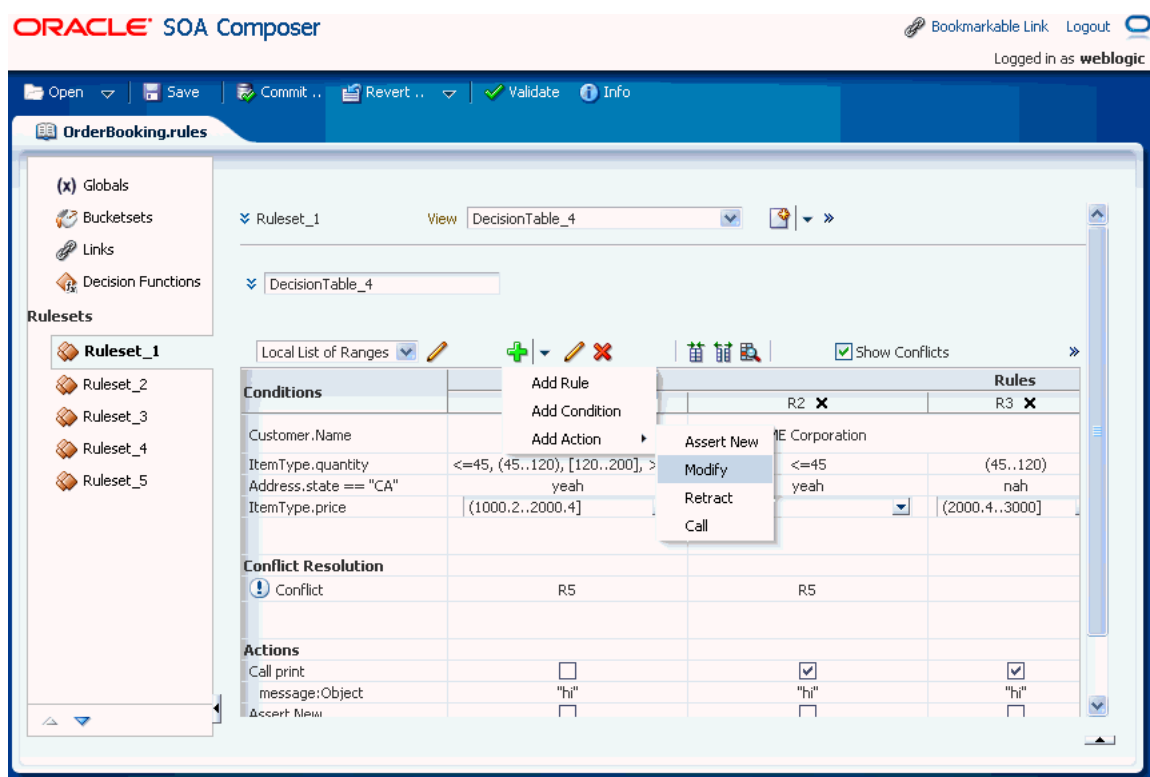 ORACLE SOA Composer
Bookmarkable Link Logout
Logged in as weblogic
Open Save Commit .. Revert .. Validate Info
OrderBooking.rules
(x) Globals
Bucketsets
Links
Decision Functions
Rulesets
Ruleset_1
Ruleset_2
Ruleset_3
Ruleset_4
Ruleset_5
Ruleset_1 View DecisionTable_4
DecisionTable_4
Local List of Ranges Show Conflicts
Add Rule
Add Condition
Add Action
Assert New
Modify
Retract
Call
Conditions Rules
R2 R3
Customer.Name ME Corporation
ItemType.quantity <=45, (45..120), [120..200], > <=45 (45..120)
Address.state == "CA" yeah yeah nah
ItemType.price (1000.2..2000.4] (2000.4..3000]
Conflict Resolution
Conflict R5 R5
Actions
Call print
message:Object "hi" "hi" "hi"
Assert New